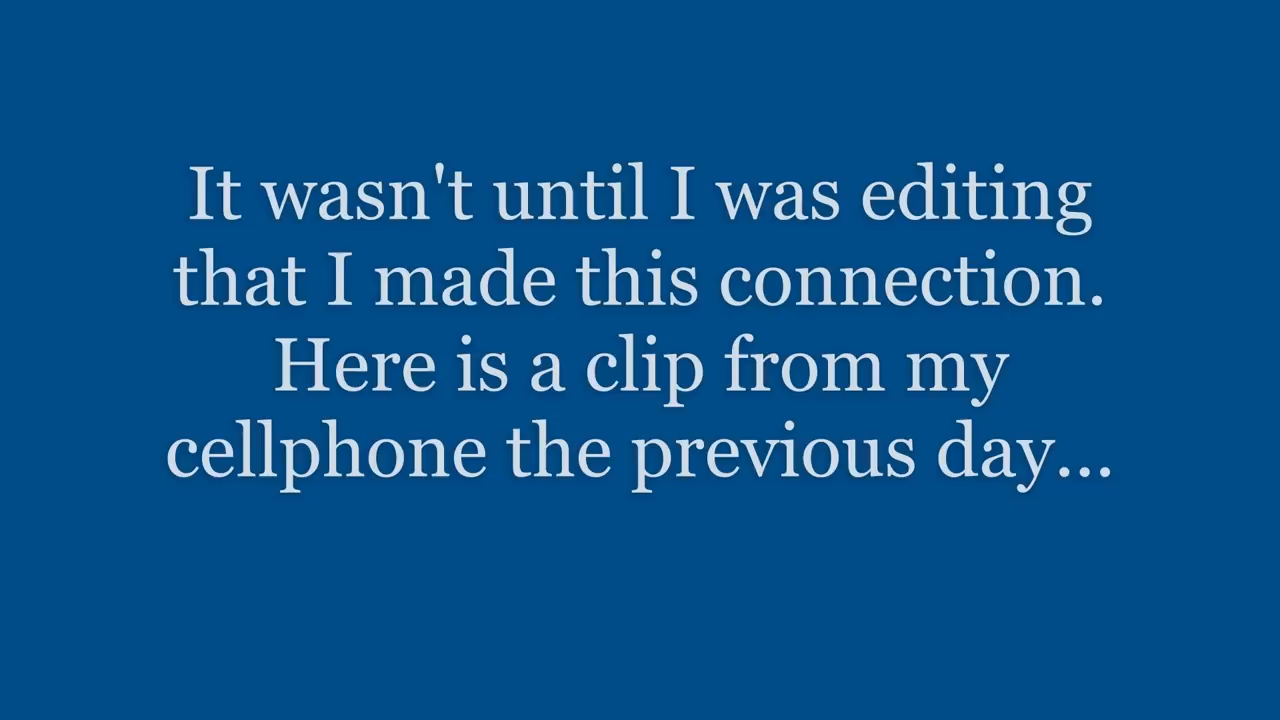 It wasn't until I was editing
that I made this connection.
Here is a clip from my
cellphone the previous day...